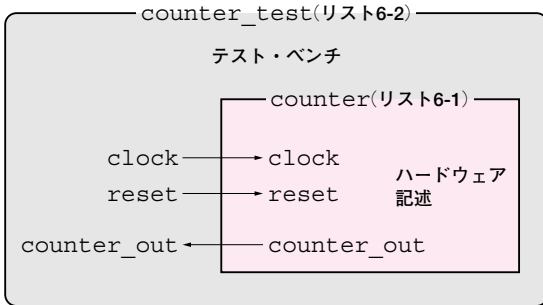 counter_test(リスト6-2)
テスト・ベンチ
counter(リスト6-1)
clock clock
reset reset
ハードウェア
記述
counter_out counter_out